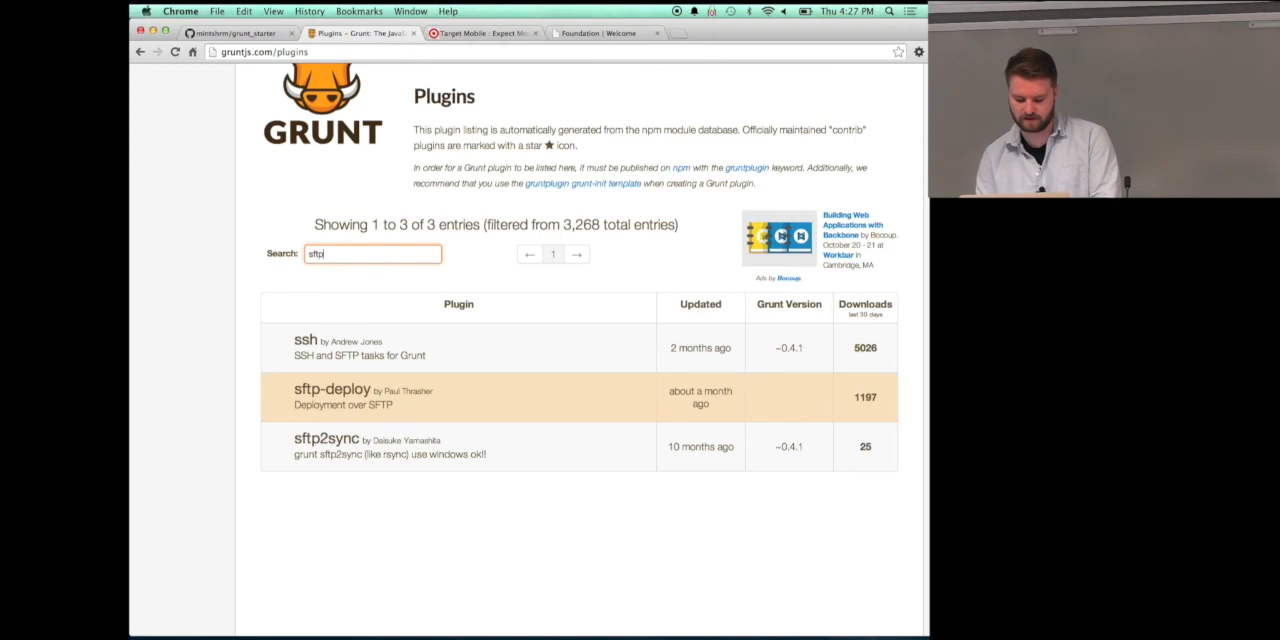 Chrome File Edit View History Bookmarks Window Help Thu 4:27 PM
mintshrm/grunt_starter Plugins - Grunt: The JavaS Target Mobile : Expect Mo Foundation | Welcome
gruntjs.com/plugins
GRUNT
Plugins
This plugin listing is automatically generated from the npm module database. Officially maintained "contrib"
plugins are marked with a star ★ icon.
In order for a Grunt plugin to be listed here, it must be published on npm with the gruntplugin keyword. Additionally, we
recommend that you use the gruntplugin grunt-init template when creating a Grunt plugin.
Showing 1 to 3 of 3 entries (filtered from 3,268 total entries)
Search: sftp
← 1 →
Building Web
Applications with
Backbone by Bocoup.
October 20 - 21 at
Workbar in
Cambridge, MA
Ads by Bocoup.
Plugin Updated Grunt Version Downloads
last 30 days
ssh by Andrew Jones
SSH and SFTP tasks for Grunt
2 months ago ~0.4.1 5026
sftp-deploy by Paul Thrasher
Deployment over SFTP
about a month
ago
1197
sftp2sync by Daisuke Yamashita
grunt sftp2sync (like rsync) use windows ok!!
10 months ago ~0.4.1 25